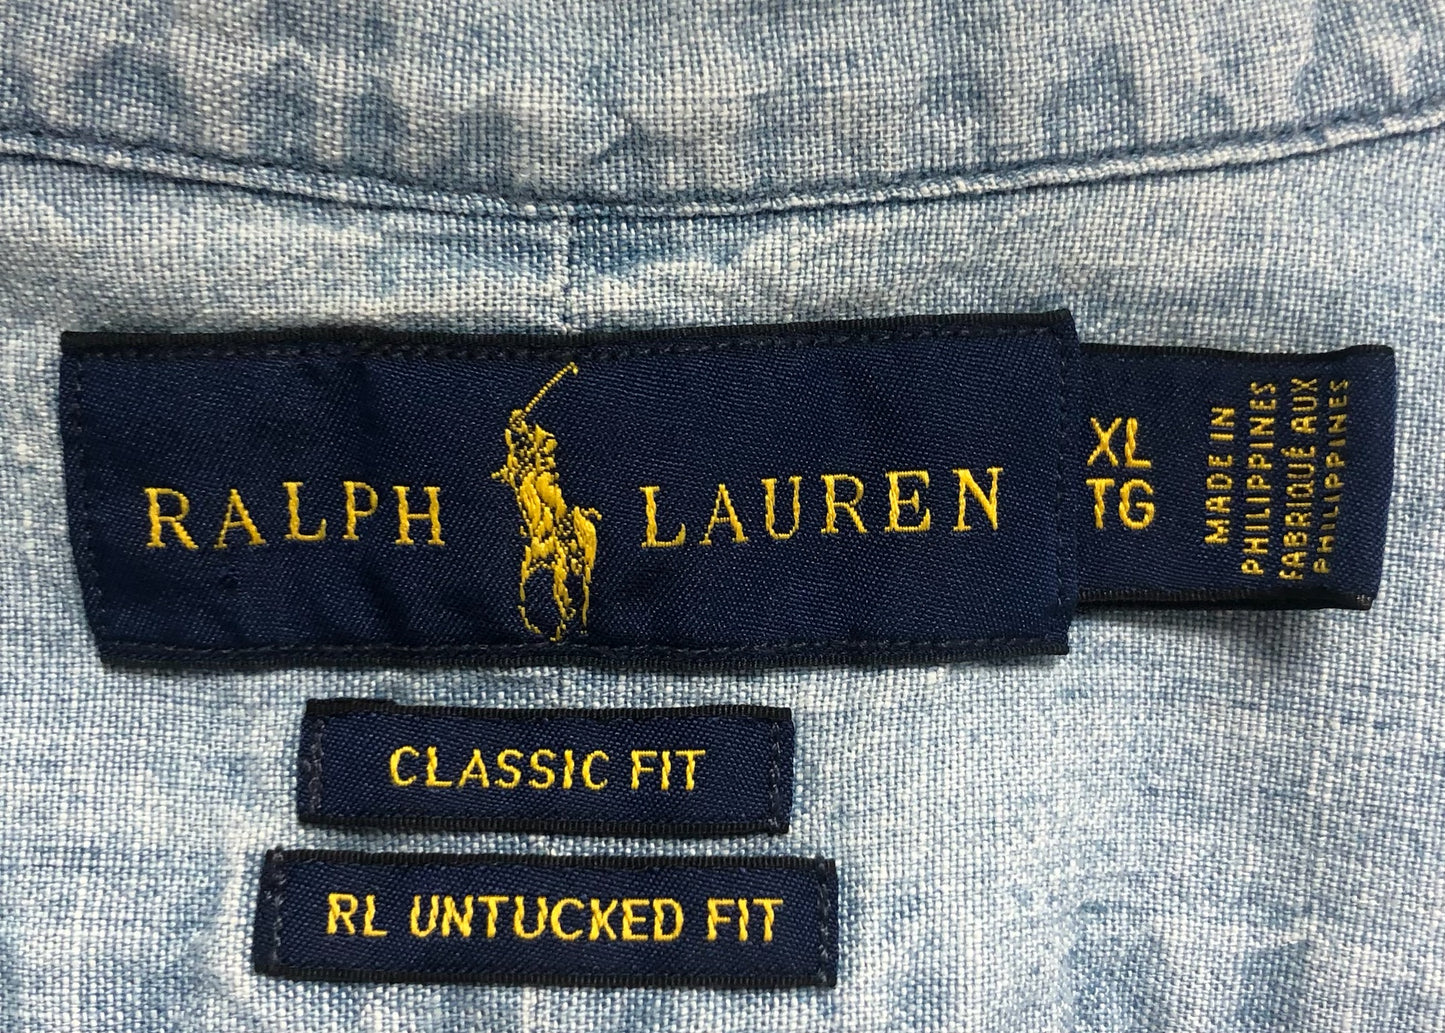 RALPH LAUREN
XL
TG
MADE IN
PHILIPPINES
FABRIQUÉ AUX
PHILIPPINES
CLASSIC FIT
RL UNTUCKED FIT